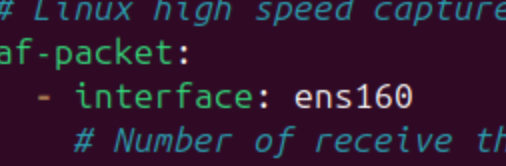 # Linux high speed capture
af-packet:
- interface: ens160
# Number of receive th